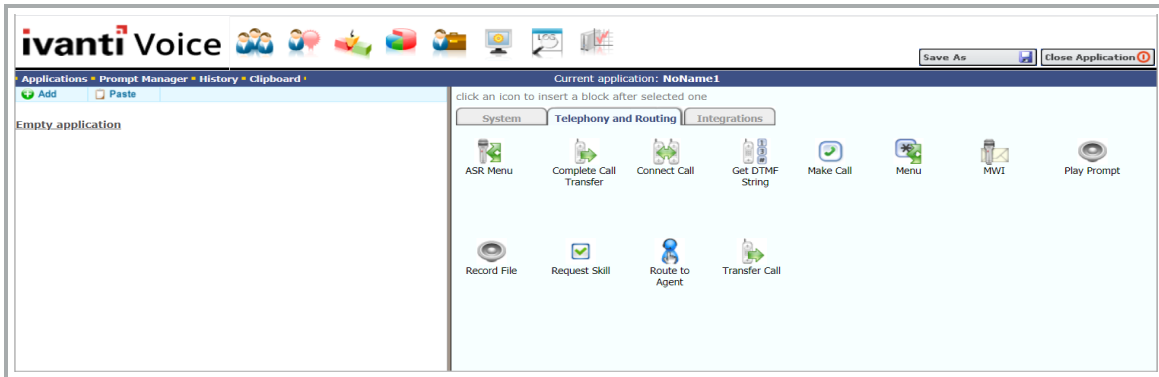 ivanti Voice
Save As
Close Application
Applications Prompt Manager History Clipboard
Current application: NoName1
Add Paste
click an icon to insert a block after selected one
System Telephony and Routing Integrations
Empty application
ASR Menu
Complete Call
Transfer
Connect Call
Get DTMF
String
Make Call
Menu
MWI
Play Prompt
Record File
Request Skill
Route to
Agent
Transfer Call